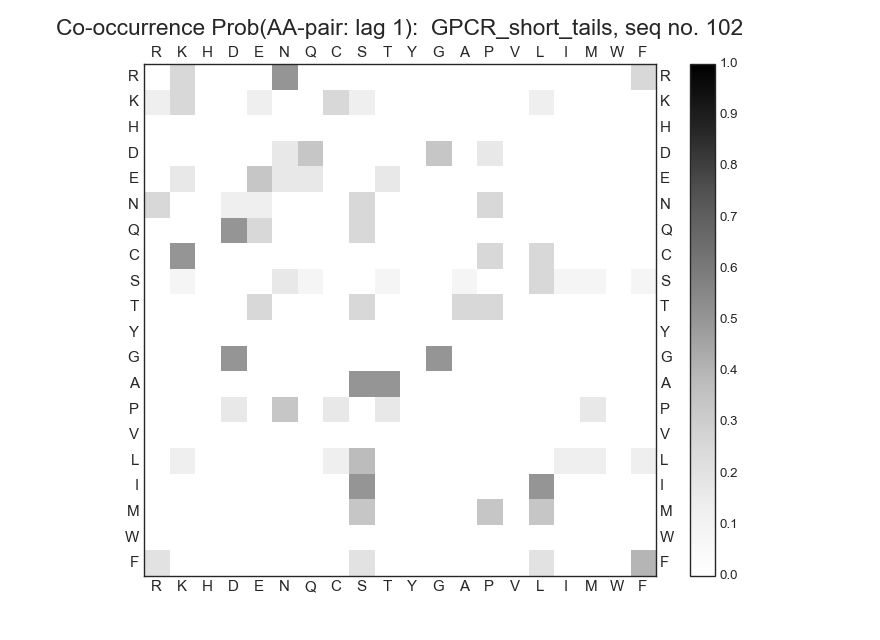 Co-occurrence Prob(AA-pair: lag 1):  GPCR_short_tails, seq no. 102
R K H D E N Q C S T Y G A P V L I M W F
R R 1.0
K K 0.9
H H
D D 0.8
E E
N N 0.7
Q Q
C C 0.6
S S
T T 0.5
Y Y
G G 0.4
A A
P P 0.3
V V
L L 0.2
I I
M M 0.1
W W
F F 0.0
R K H D E N Q C S T Y G A P V L I M W F